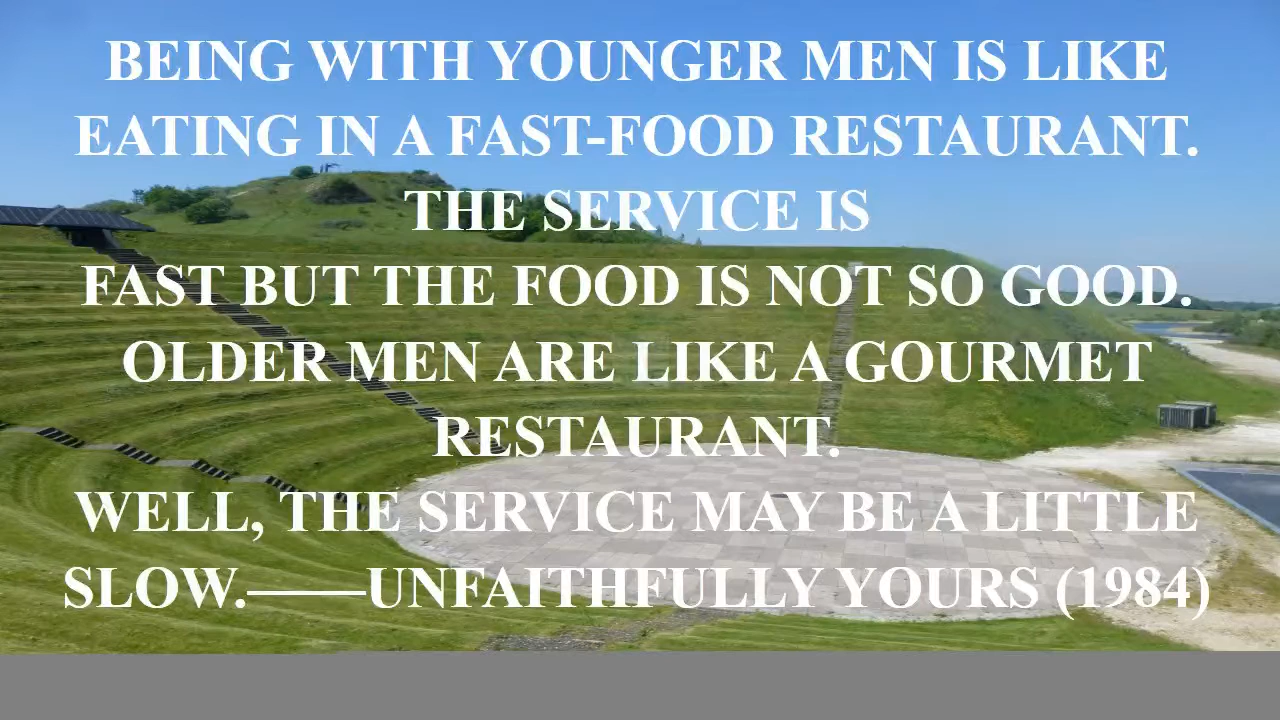 BEING WITH YOUNGER MEN IS LIKE
EATING IN A FAST-FOOD RESTAURANT.
THE SERVICE IS
FAST BUT THE FOOD IS NOT SO GOOD.
OLDER MEN ARE LIKE A GOURMET
RESTAURANT.
WELL, THE SERVICE MAY BE A LITTLE
SLOW.——UNFAITHFULLY YOURS (1984)